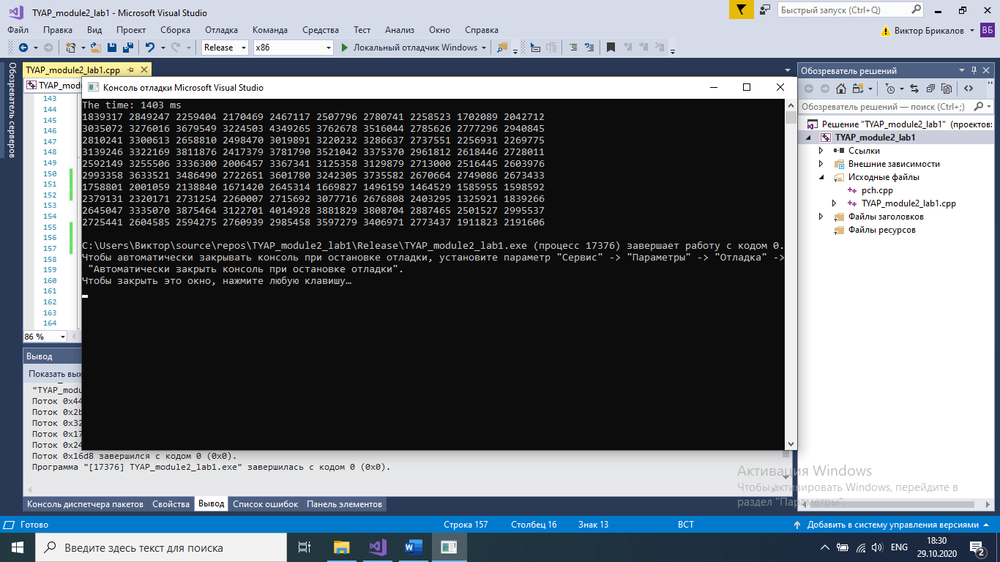 TYAP_module2_lab1 - Microsoft Visual Studio
Быстрый запуск (Ctrl+Q)
Файл Правка Вид Проект Сборка Отладка Команда Средства Тест Анализ Окно Справка
Виктор Брикалов ВБ
Release x86 Локальный отладчик Windows
Обозреватель серверов
TYAP_module2_lab1.cpp
TYAP_modu
143
144
145
146
147
148
149
150
151
152
153
154
155
156
157
158
159
160
161
162
163
164
86 %
Консоль отладки Microsoft Visual Studio
The time: 1403 ms
1839317 2849247 2259404 2170469 2467117 2507796 2780741 2258523 1702089 2042712
3035072 3276016 3679549 3224503 4349265 3762678 3516044 2785626 2777296 2940845
2810241 3300613 2658810 2498470 3019891 3220232 3286637 2737551 2256931 2269775
3139246 3322169 3811876 2417379 3781790 3521042 3375370 2961812 2618446 2728011
2592149 3255506 3336300 2006457 3367341 3125358 3129879 2713000 2516445 2603976
2993358 3633521 3486490 2722651 3601780 3242305 3735582 2670664 2749086 2673433
1758801 2001059 2138840 1671420 2645314 1669827 1496159 1464529 1585955 1598592
2379131 2320171 2731254 2260007 2715692 3077716 2676808 2403295 1325921 1839266
2645047 3335070 3875464 3122701 4014928 3881829 3808704 2887465 2501527 2995537
2725441 2604585 2594275 2760939 2985458 3597279 3406971 2773437 1911823 2191606
C:\Users\Виктор\source\repos\TYAP_module2_lab1\Release\TYAP_module2_lab1.exe (процесс 17376) завершает работу с кодом 0.
Чтобы автоматически закрывать консоль при остановке отладки, установите параметр "Сервис" -> "Параметры" -> "Отладка" ->
"Автоматически закрыть консоль при остановке отладки".
Чтобы закрыть это окно, нажмите любую клавишу…
Обозреватель решений
Обозреватель решений — поиск (Ctrl+;)
Решение "TYAP_module2_lab1" (проектов:
TYAP_module2_lab1
Ссылки
Внешние зависимости
Исходные файлы
pch.cpp
TYAP_module2_lab1.cpp
Файлы заголовков
Файлы ресурсов
Вывод
Показать вых
"TYAP_modu
Поток 0x44
Поток 0x2b
Поток 0x32
Поток 0x17
Поток 0x24
Поток 0x16d8 завершился с кодом 0 (0x0).
Программа "[17376] TYAP_module2_lab1.exe" завершилась с кодом 0 (0x0).
Активация Windows
Чтобы активировать Windows, перейдите в
раздел "Параметры".
Консоль диспетчера пакетов Свойства Вывод Список ошибок Панель элементов
Готово Строка 157 Столбец 16 Знак 13 ВСТ Добавить в систему управления версиями
Введите здесь текст для поиска
ENG
18:30
29.10.2020
2